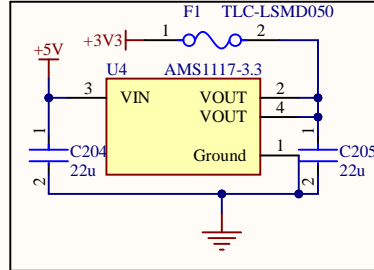 F1 TLC-LSMD050
+3V3 1 2
+5V
U4 AMS1117-3.3
3 VIN VOUT 2
VOUT 4
1 Ground 1 1
C204 C205
22u 22u
2 2